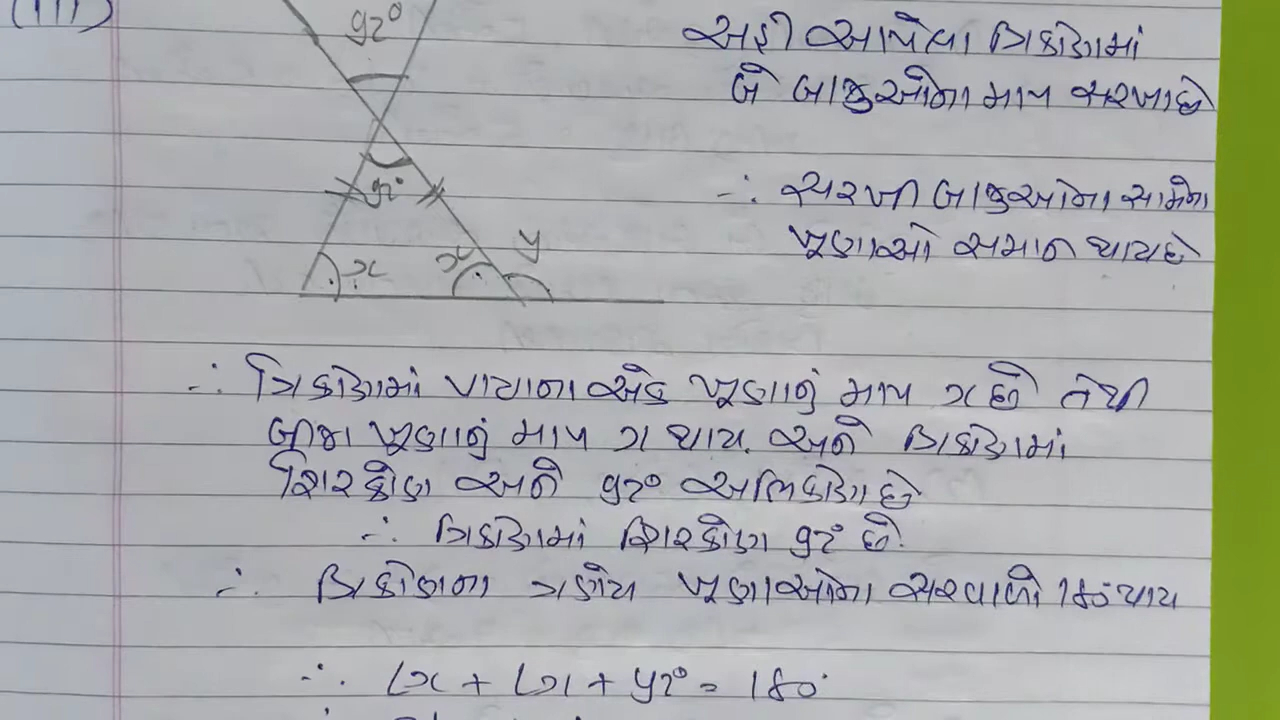 (iii)
92°
અહી આપેલા ત્રિકોણમાં
બે બાજુઓના માપ સરખા છે
92°
∴ સરખી બાજુઓના સામેના
ખૂણાઓ સમાન થાય છે
x x y
∴ ત્રિકોણમાં પાયાના એક ખૂણાનું માપ x છે તેથી
બીજા ખૂણાનું માપ x થાય. અને ત્રિકોણમાં
શિરકોણ અને 92° અભિકોણ છે
∴ ત્રિકોણમાં શિરકોણ 92° છે.
∴ ત્રિકોણના ત્રણેય ખૂણાઓના સરવાળો 180° થાય
∴ ∠x + ∠x + 92° = 180°